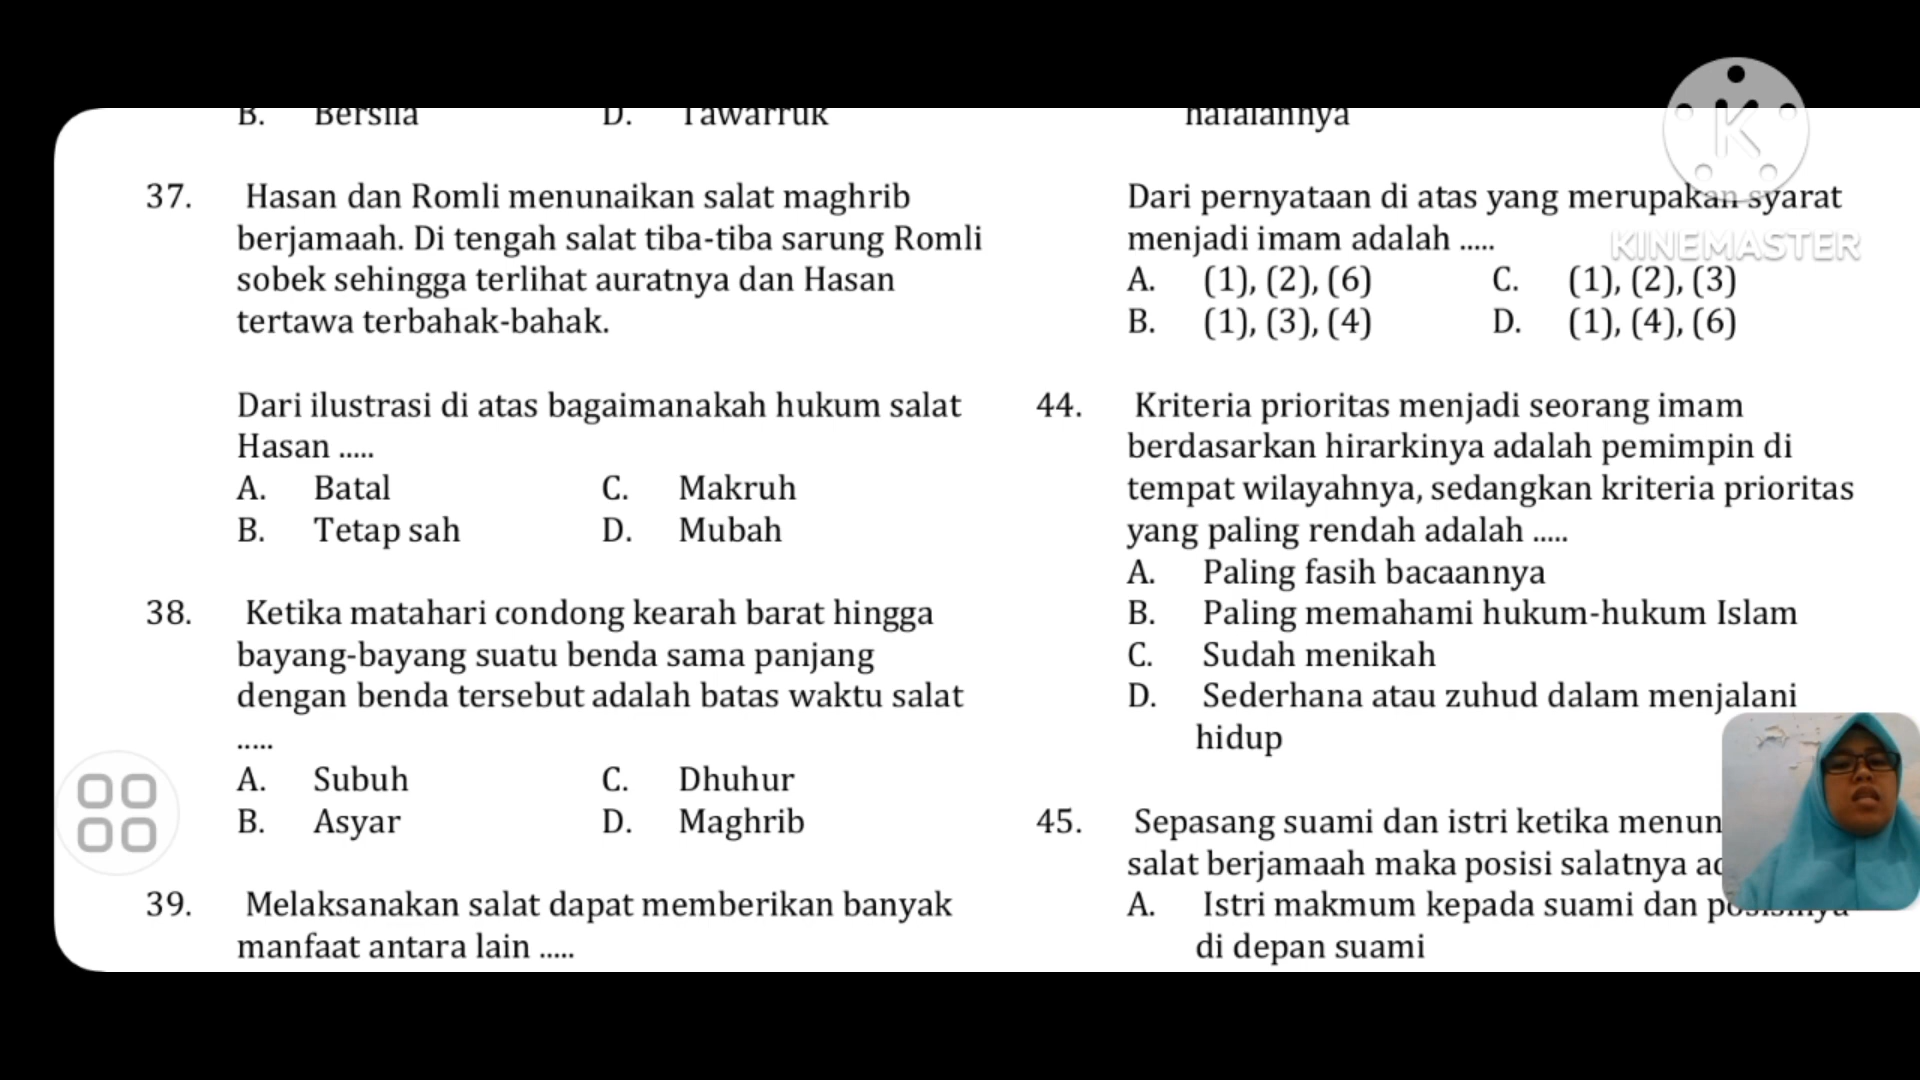 B. Bersila D. Tawarruk
37. Hasan dan Romli menunaikan salat maghrib
berjamaah. Di tengah salat tiba-tiba sarung Romli
sobek sehingga terlihat auratnya dan Hasan
tertawa terbahak-bahak.
Dari ilustrasi di atas bagaimanakah hukum salat
Hasan .....
A. Batal C. Makruh
B. Tetap sah D. Mubah
38. Ketika matahari condong kearah barat hingga
bayang-bayang suatu benda sama panjang
dengan benda tersebut adalah batas waktu salat
.....
A. Subuh C. Dhuhur
B. Asyar D. Maghrib
39. Melaksanakan salat dapat memberikan banyak
manfaat antara lain .....
hafalannya
Dari pernyataan di atas yang merupakan syarat
menjadi imam adalah .....
A. (1), (2), (6) C. (1), (2), (3)
B. (1), (3), (4) D. (1), (4), (6)
44. Kriteria prioritas menjadi seorang imam
berdasarkan hirarkinya adalah pemimpin di
tempat wilayahnya, sedangkan kriteria prioritas
yang paling rendah adalah .....
A. Paling fasih bacaannya
B. Paling memahami hukum-hukum Islam
C. Sudah menikah
D. Sederhana atau zuhud dalam menjalani
hidup
45. Sepasang suami dan istri ketika menun
salat berjamaah maka posisi salatnya
A. Istri makmum kepada suami dan posisinya
di depan suami
K
KINEMASTER